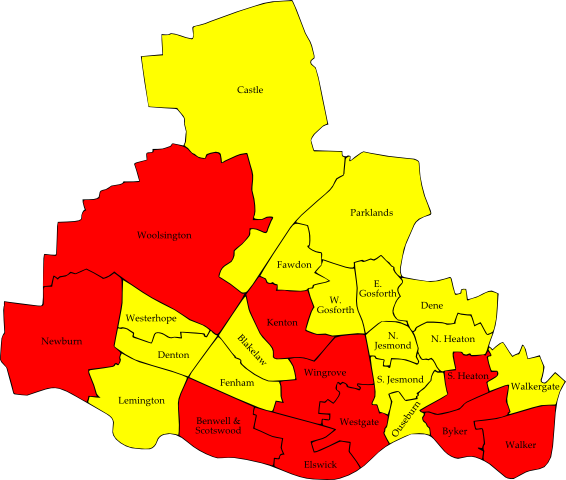 Castle
Parklands
Woolsington
Fawdon
E.
Gosforth
W.
Gosforth
Dene
Westerhope
Kenton
Newburn
N.
Jesmond
N. Heaton
Blakelaw
Denton
Wingrove
S. Jesmond
S. Heaton
Fenham
Walkergate
Lemington
Benwell &
Scotswood
Westgate
Ouseburn
Byker
Walker
Elswick